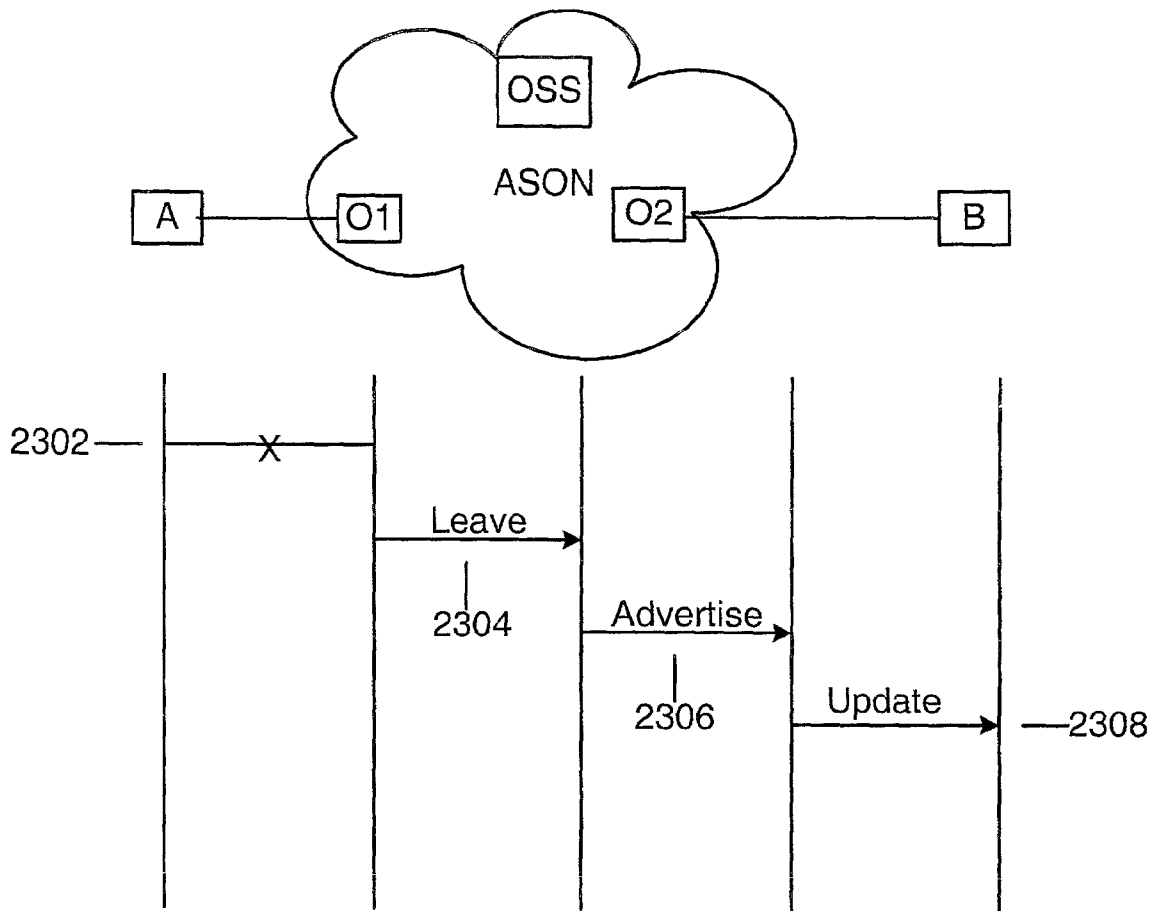 OSS
ASON
A
O1
O2
B
2302
X
Leave
2304
Advertise
2306
Update
2308